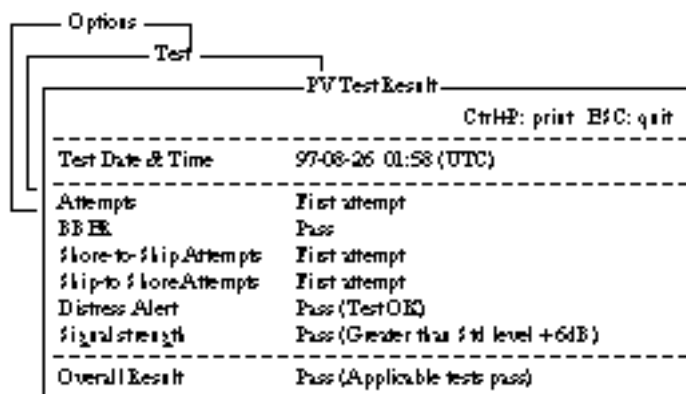 Options
Test
PV Test Result
Ctrl+P: print ESC: quit
Test Date & Time 97-08-26 01:58 (UTC)
Attempts First attempt
BBER Pass
Shore-to-Ship Attempts First attempt
Ship-to Shore Attempts First attempt
Distress Alert Pass (Test OK)
Signal strength Pass (Greater than Std level +6dB)
Overall Result Pass (Applicable tests pass)